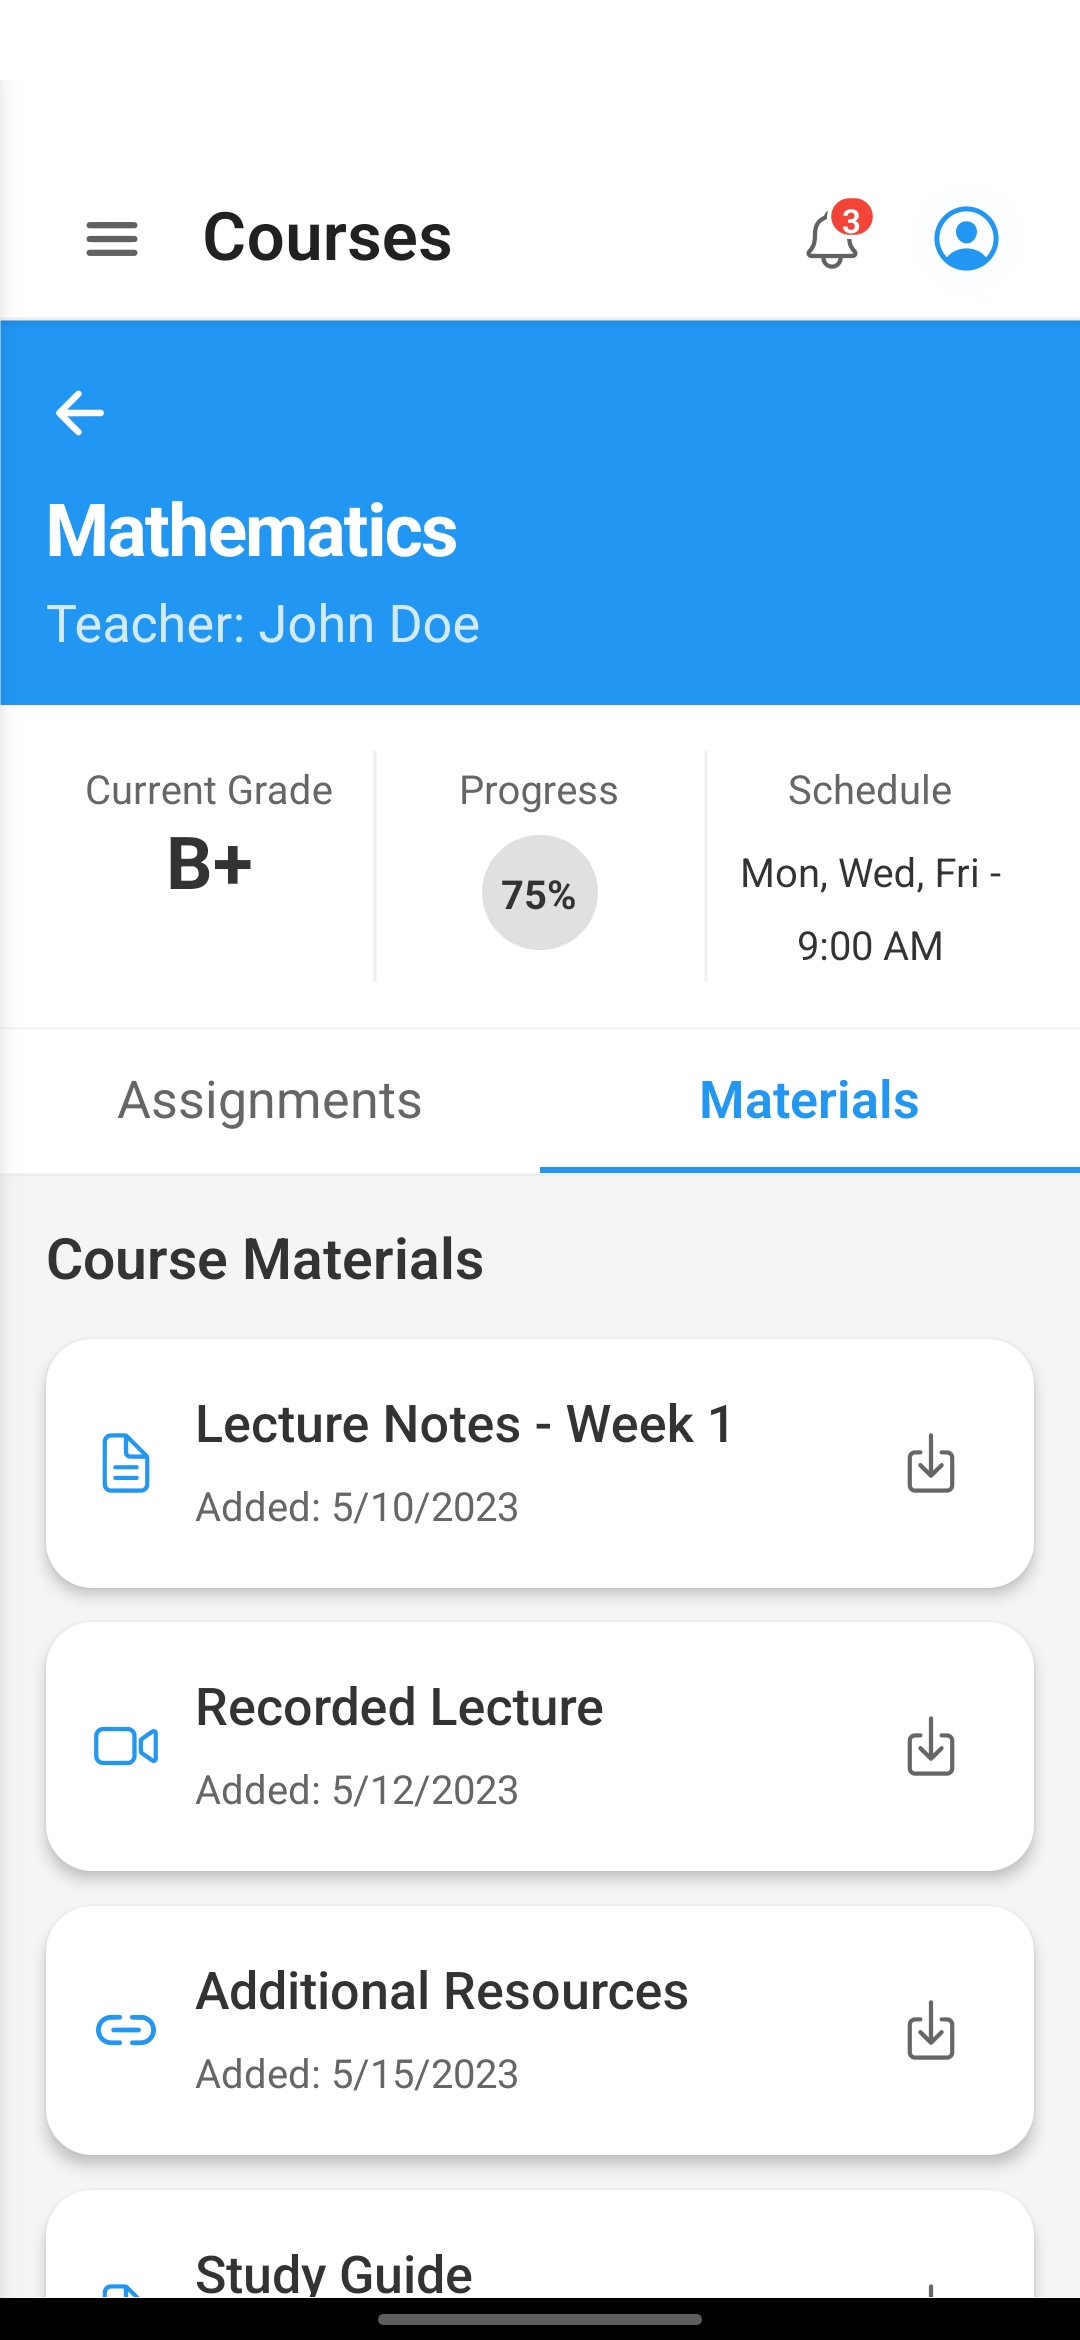 Courses
3
Mathematics
Teacher: John Doe
Current Grade
B+
Progress
75%
Schedule
Mon, Wed, Fri -
9:00 AM
Assignments
Materials
Course Materials
Lecture Notes - Week 1
Added: 5/10/2023
Recorded Lecture
Added: 5/12/2023
Additional Resources
Added: 5/15/2023
Study Guide